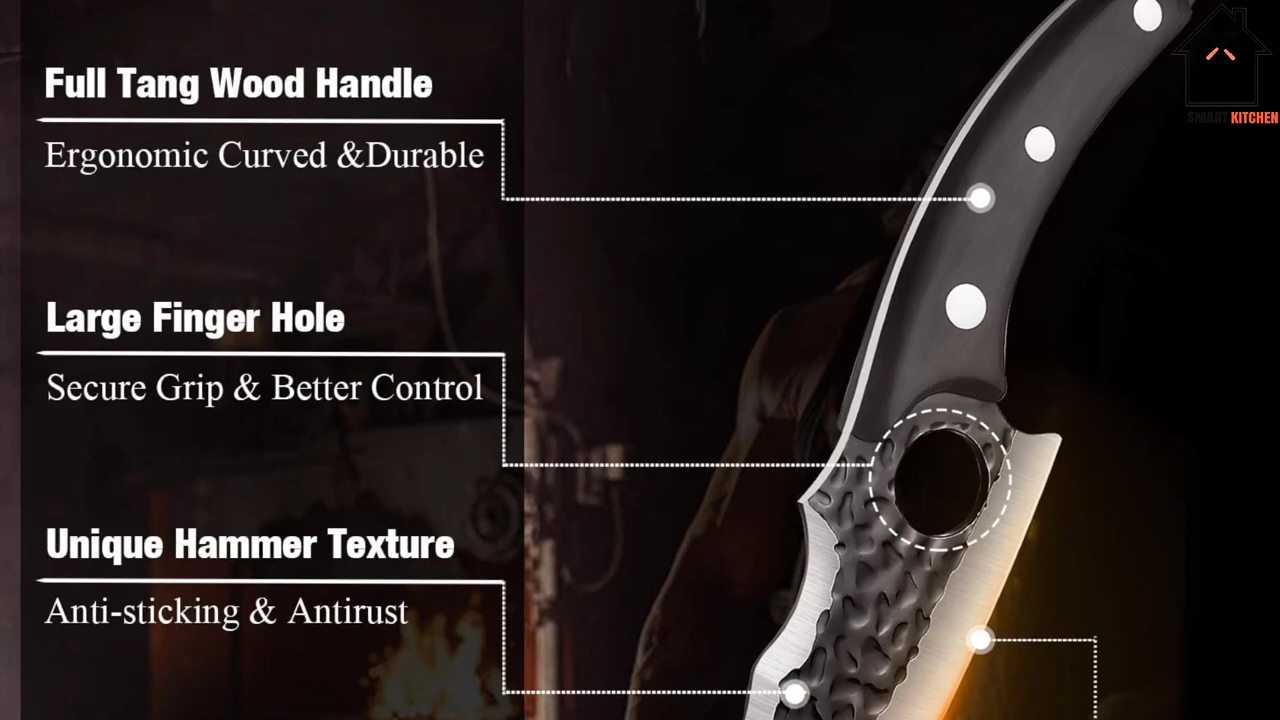 Full Tang Wood Handle
Ergonomic Curved &Durable
Large Finger Hole
Secure Grip & Better Control
Unique Hammer Texture
Anti-sticking & Antirust
SMART KITCHEN